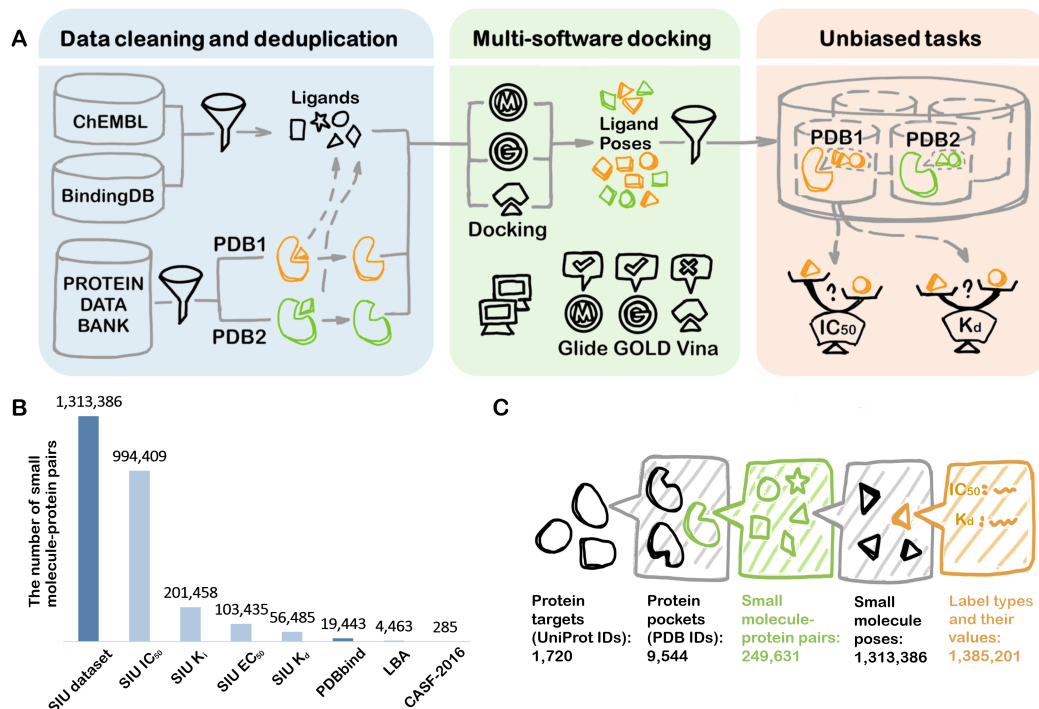 A
Data cleaning and deduplication
Multi-software docking
Unbiased tasks
ChEMBL
BindingDB
PROTEIN
DATA
BANK
Ligands
PDB1
PDB2
M
G
Docking
Ligand
Poses
M
G
Glide GOLD Vina
PDB1
PDB2
?
IC50
?
Kd
B
The number of small
molecule-protein pairs
1,313,386
994,409
201,458
103,435
56,485
19,443
4,463
285
SIU dataset
SIU IC50
SIU Ki
SIU EC50
SIU Kd
PDBbind
LBA
CASF-2016
C
IC50:
Kd:
Protein
targets
(UniProt IDs):
1,720
Protein
pockets
(PDB IDs):
9,544
Small
molecule-
protein pairs:
249,631
Small
molecule
poses:
1,313,386
Label types
and their
values:
1,385,201